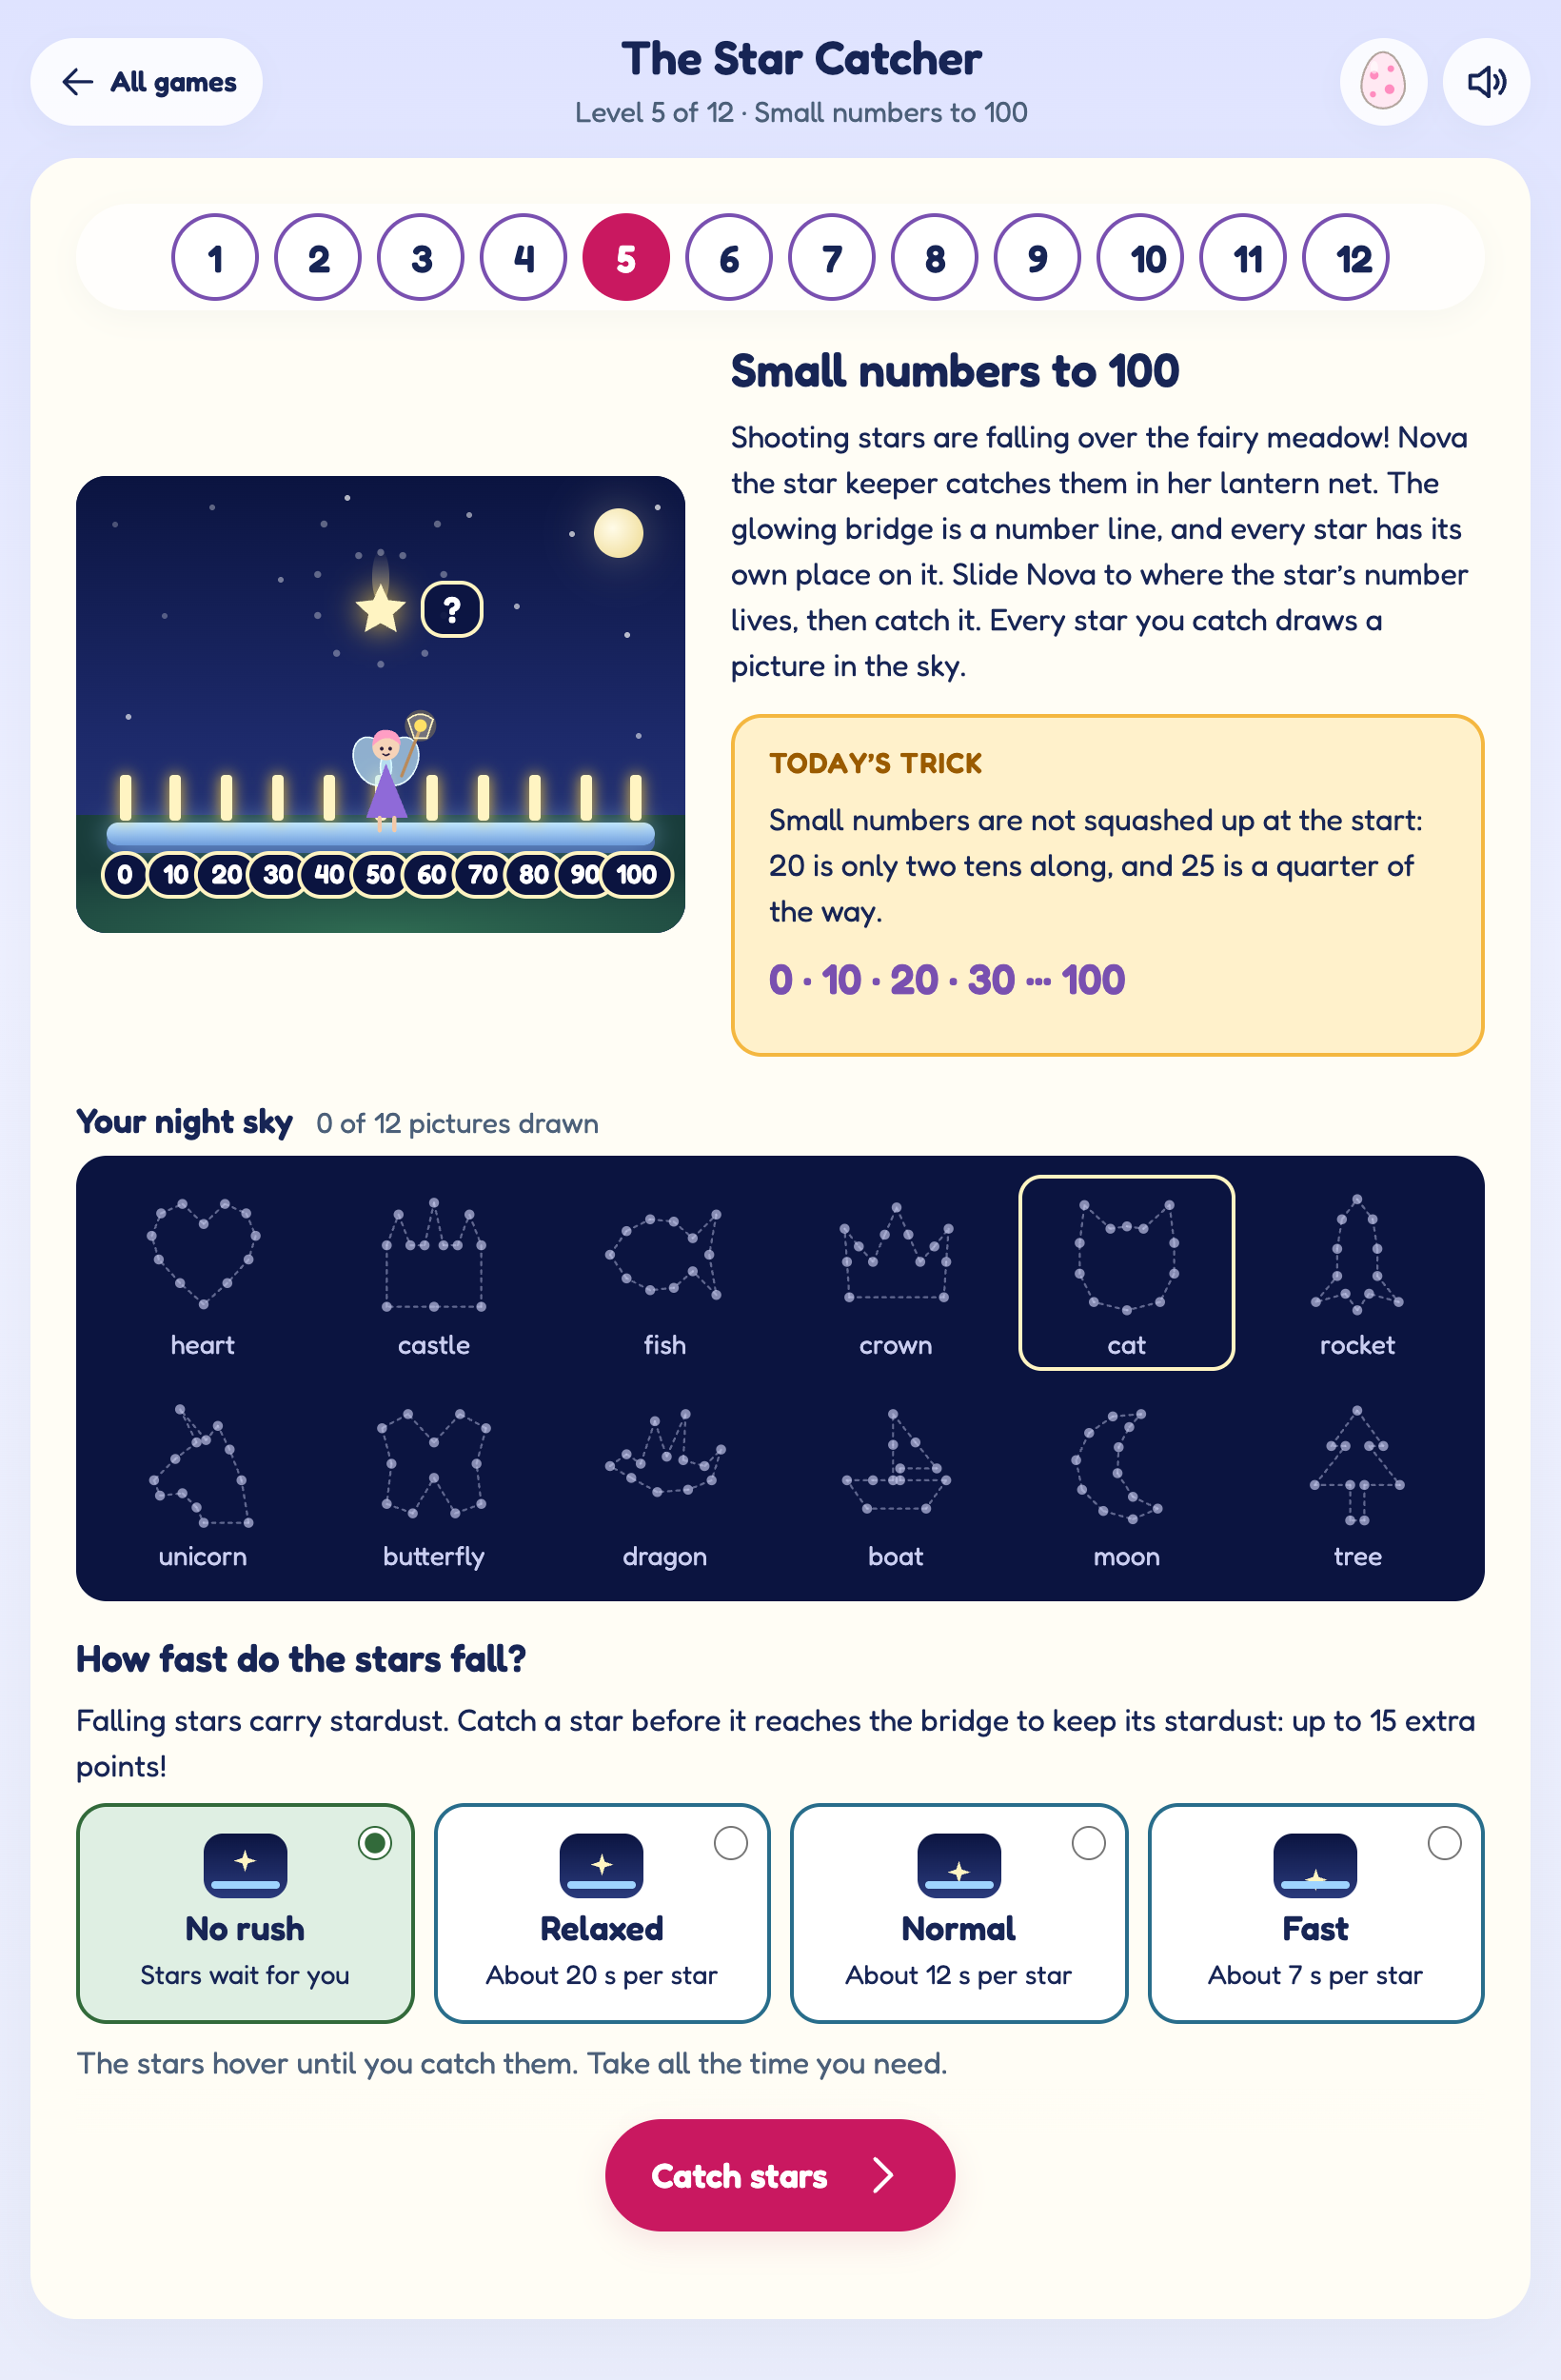 All games
The Star Catcher
Level 5 of 12 · Small numbers to 100
1 2 3 4 5 6 7 8 9 10 11 12
?
0 10 20 30 40 50 60 70 80 90 100
Small numbers to 100
Shooting stars are falling over the fairy meadow! Nova
the star keeper catches them in her lantern net. The
glowing bridge is a number line, and every star has its
own place on it. Slide Nova to where the star’s number
lives, then catch it. Every star you catch draws a
picture in the sky.
TODAY’S TRICK
Small numbers are not squashed up at the start:
20 is only two tens along, and 25 is a quarter of
the way.
0 · 10 · 20 · 30 ··· 100
Your night sky 0 of 12 pictures drawn
heart castle fish crown cat rocket
unicorn butterfly dragon boat moon tree
How fast do the stars fall?
Falling stars carry stardust. Catch a star before it reaches the bridge to keep its stardust: up to 15 extra
points!
No rush
Stars wait for you
Relaxed
About 20 s per star
Normal
About 12 s per star
Fast
About 7 s per star
The stars hover until you catch them. Take all the time you need.
Catch stars